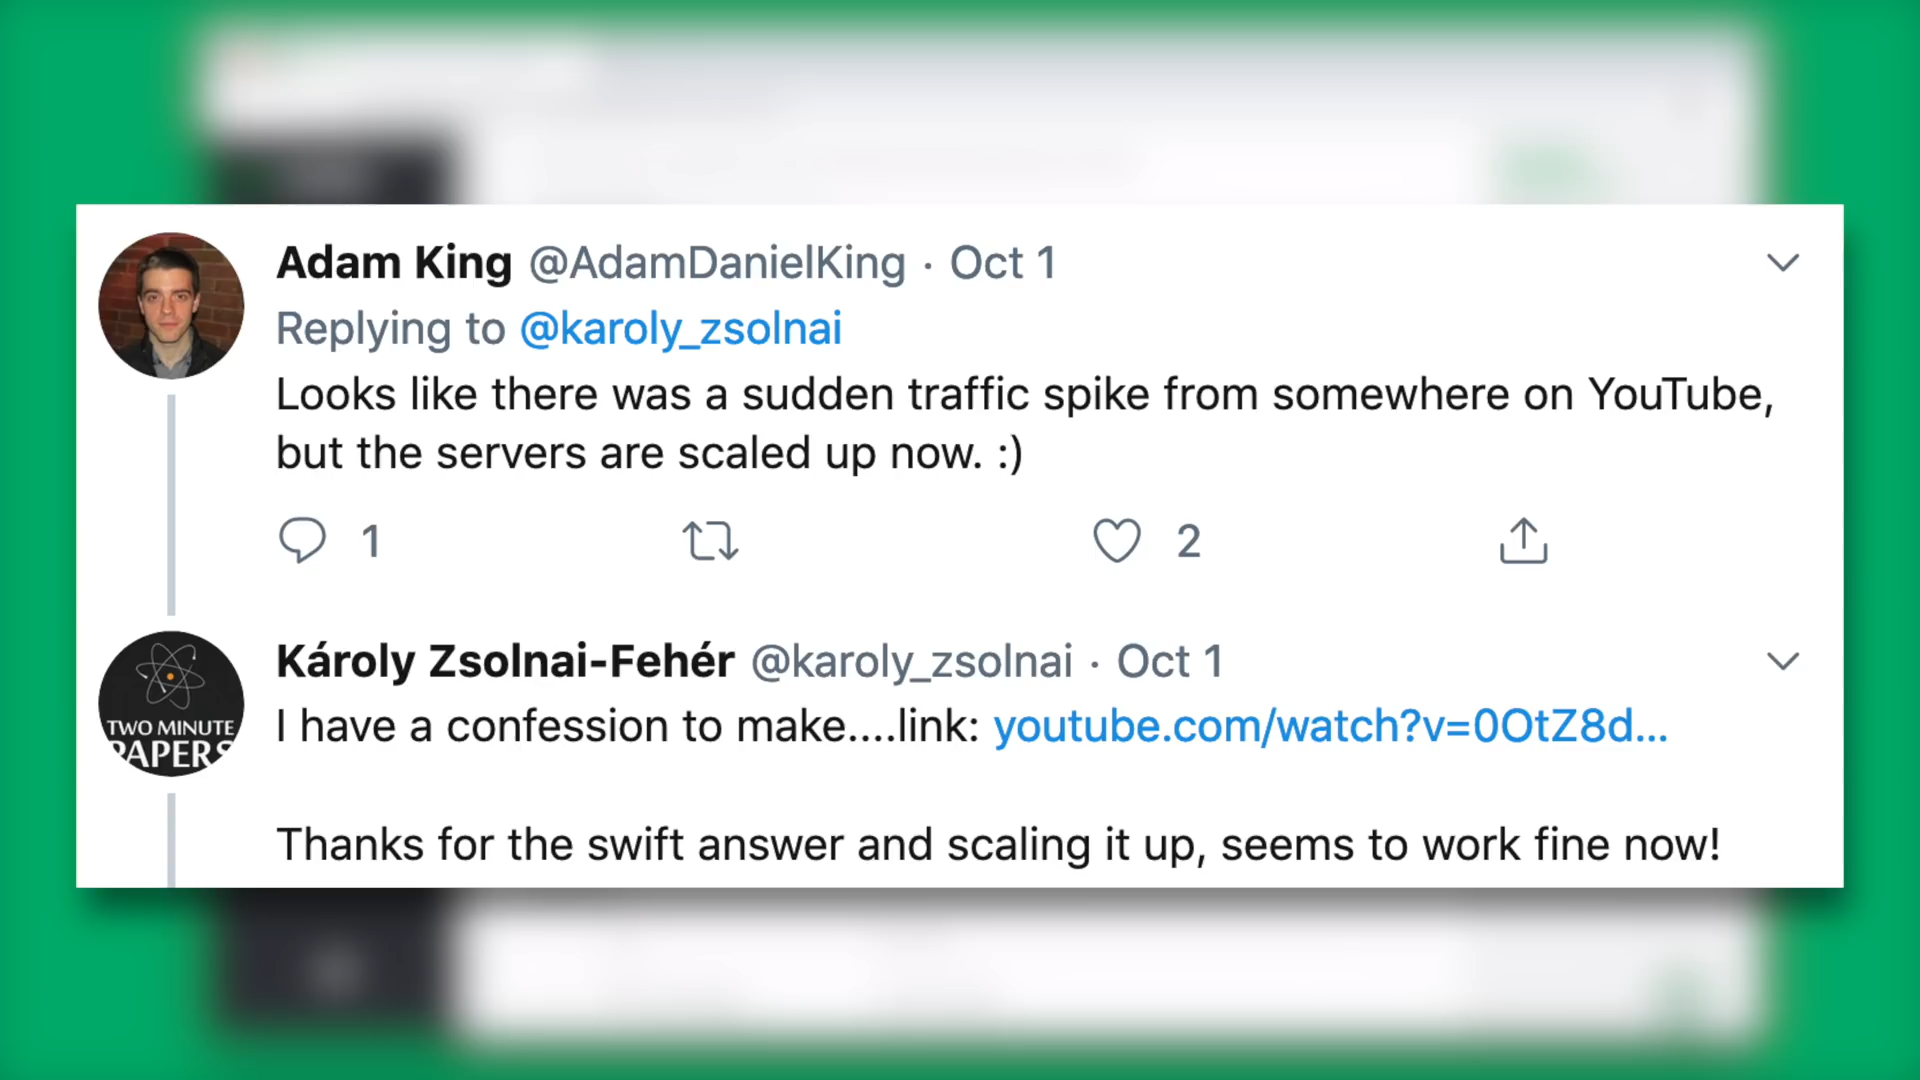 Adam King @AdamDanielKing · Oct 1
Replying to @karoly_zsolnai
Looks like there was a sudden traffic spike from somewhere on YouTube,
but the servers are scaled up now. :)
1 2
Károly Zsolnai-Fehér @karoly_zsolnai · Oct 1
TWO MINUTE
PAPERS
I have a confession to make....link: youtube.com/watch?v=0OtZ8d...
Thanks for the swift answer and scaling it up, seems to work fine now!